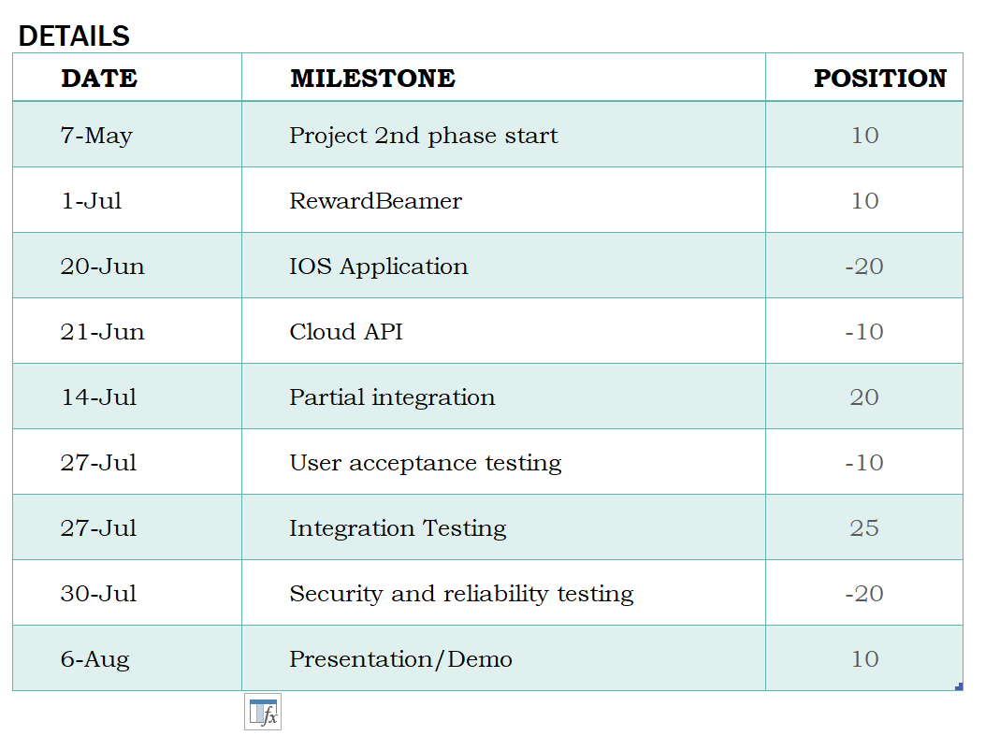 DETAILS
DATE MILESTONE POSITION
7-May Project 2nd phase start 10
1-Jul RewardBeamer 10
20-Jun IOS Application -20
21-Jun Cloud API -10
14-Jul Partial integration 20
27-Jul User acceptance testing -10
27-Jul Integration Testing 25
30-Jul Security and reliability testing -20
6-Aug Presentation/Demo 10
fx